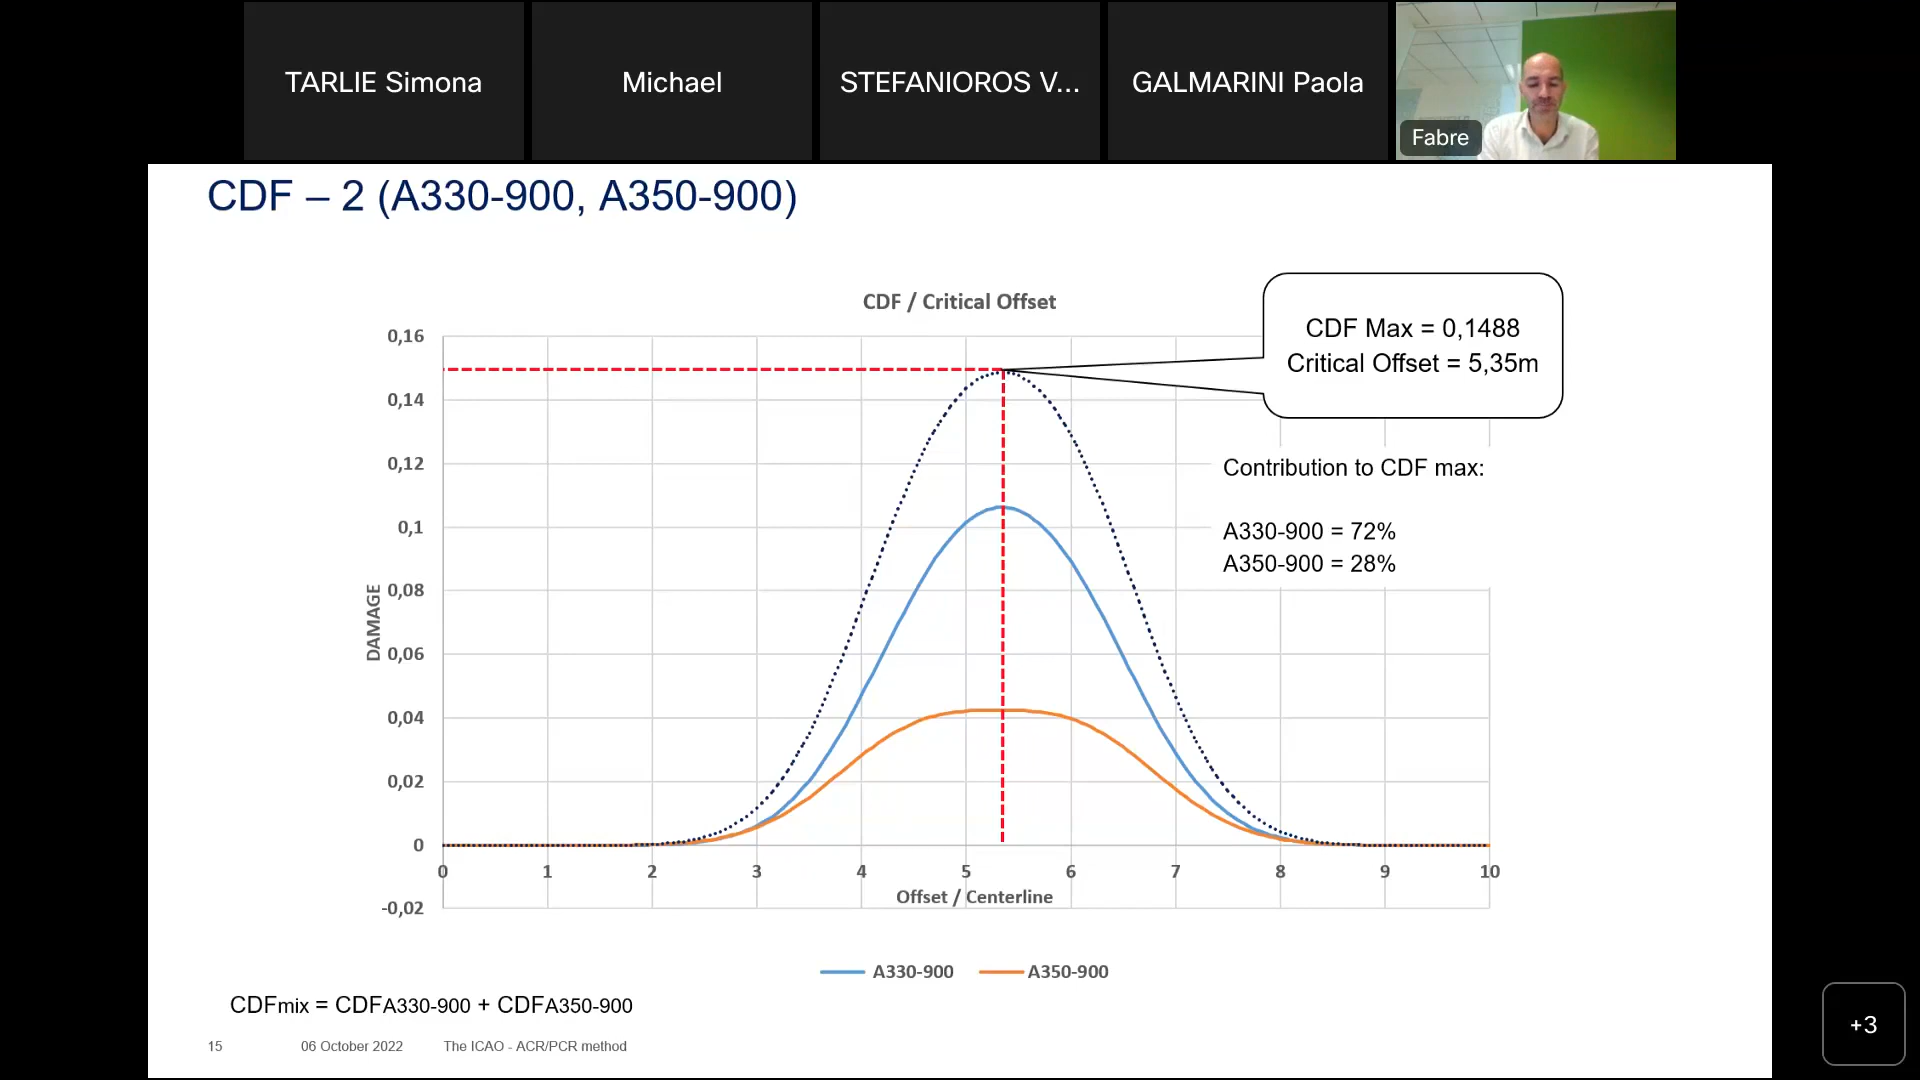 TARLIE Simona
Michael
STEFANIOROS V...
GALMARINI Paola
Fabre
CDF – 2 (A330-900, A350-900)
CDF / Critical Offset
CDF Max = 0,1488
Critical Offset = 5,35m
Contribution to CDF max:
A330-900 = 72%
A350-900 = 28%
DAMAGE
0,16
0,14
0,12
0,1
0,08
0,06
0,04
0,02
0
-0,02
0 1 2 3 4 5 6 7 8 9 10
Offset / Centerline
A330-900 A350-900
CDFmix = CDFA330-900 + CDFA350-900
15 06 October 2022 The ICAO - ACR/PCR method
+3